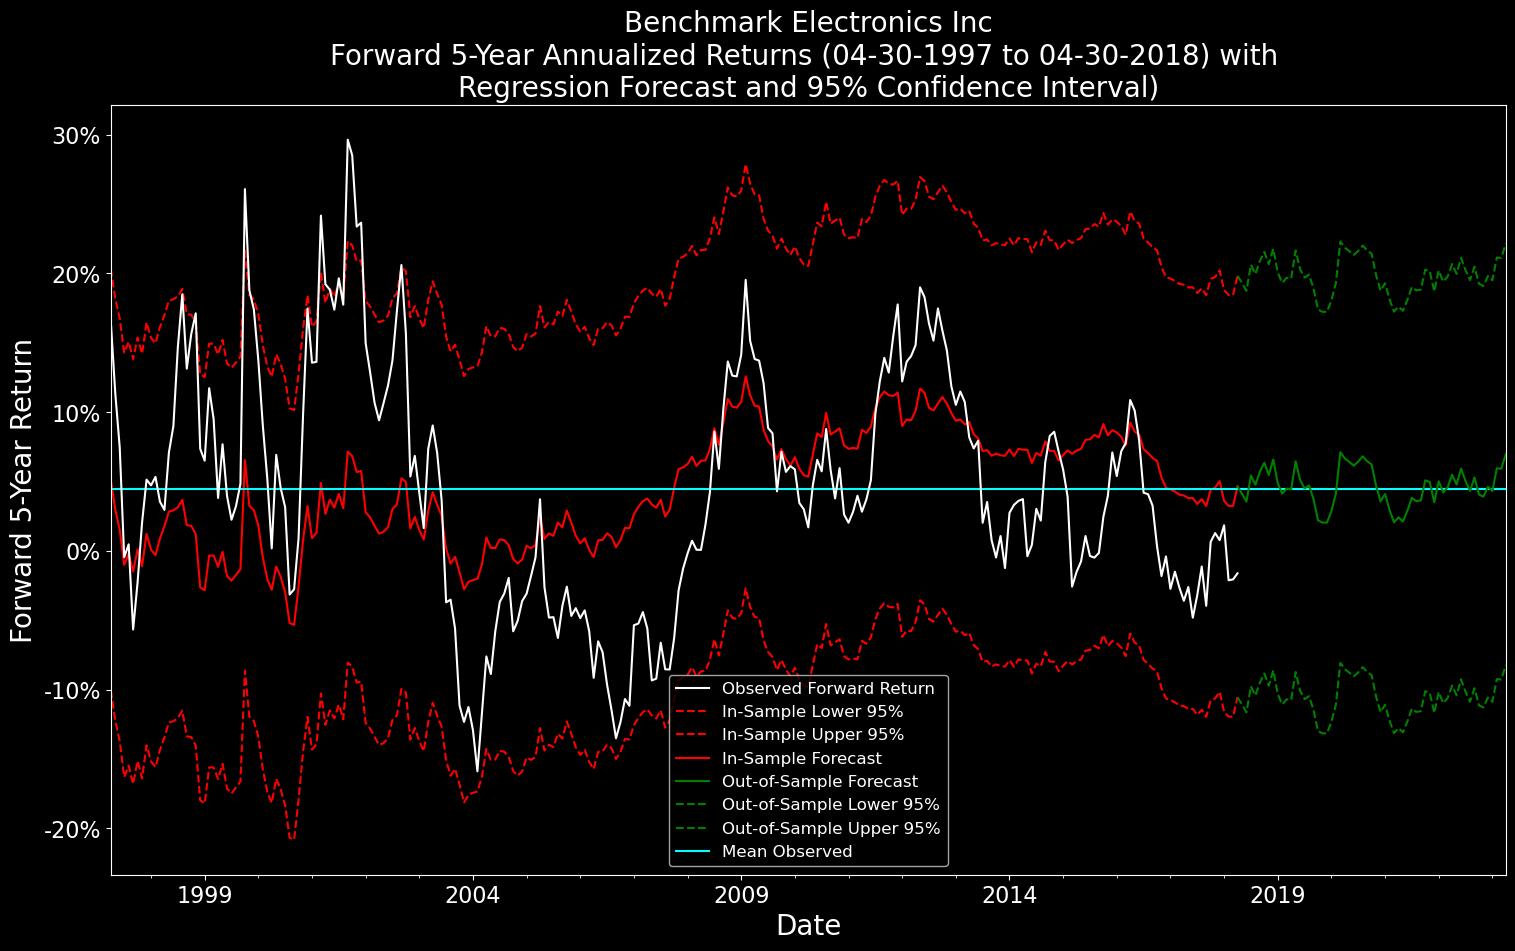 Benchmark Electronics Inc
Forward 5-Year Annualized Returns (04-30-1997 to 04-30-2018) with
Regression Forecast and 95% Confidence Interval)
Forward 5-Year Return
30%
20%
10%
0%
-10%
-20%
Observed Forward Return
In-Sample Lower 95%
In-Sample Upper 95%
In-Sample Forecast
Out-of-Sample Forecast
Out-of-Sample Lower 95%
Out-of-Sample Upper 95%
Mean Observed
1999 2004 2009 2014 2019
Date